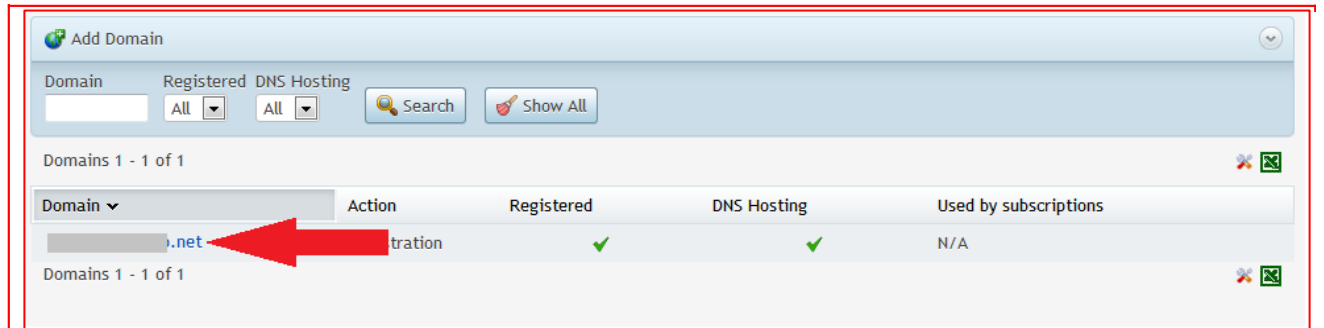 Add Domain
Domain Registered DNS Hosting
All All Search Show All
Domains 1 - 1 of 1
Domain Action Registered DNS Hosting Used by subscriptions
.net tration N/A
Domains 1 - 1 of 1